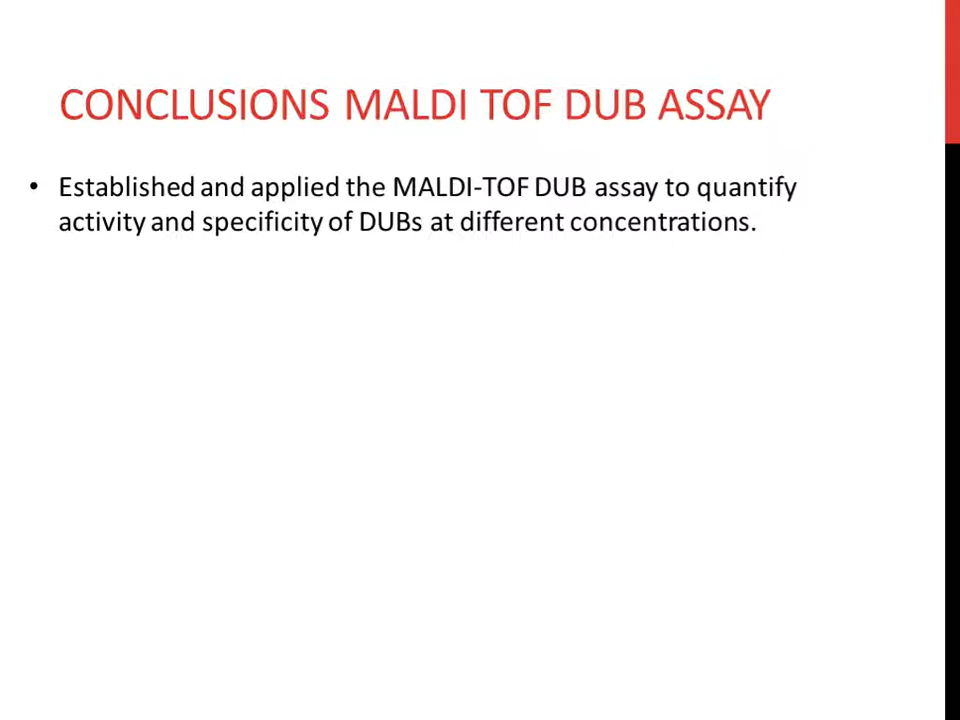 CONCLUSIONS MALDI TOF DUB ASSAY
• Established and applied the MALDI-TOF DUB assay to quantify
activity and specificity of DUBs at different concentrations.